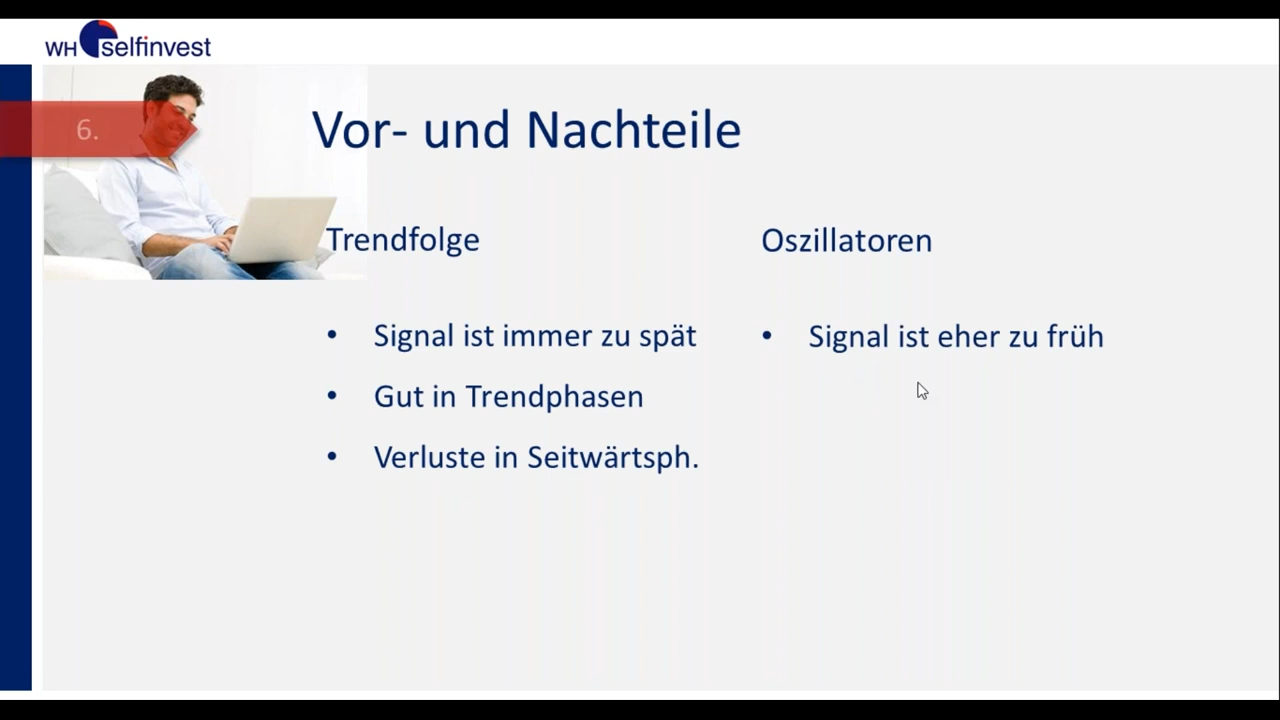 WH selfinvest
6.
Vor- und Nachteile
Trendfolge
• Signal ist immer zu spät
• Gut in Trendphasen
• Verluste in Seitwärtsph.
Oszillatoren
• Signal ist eher zu früh